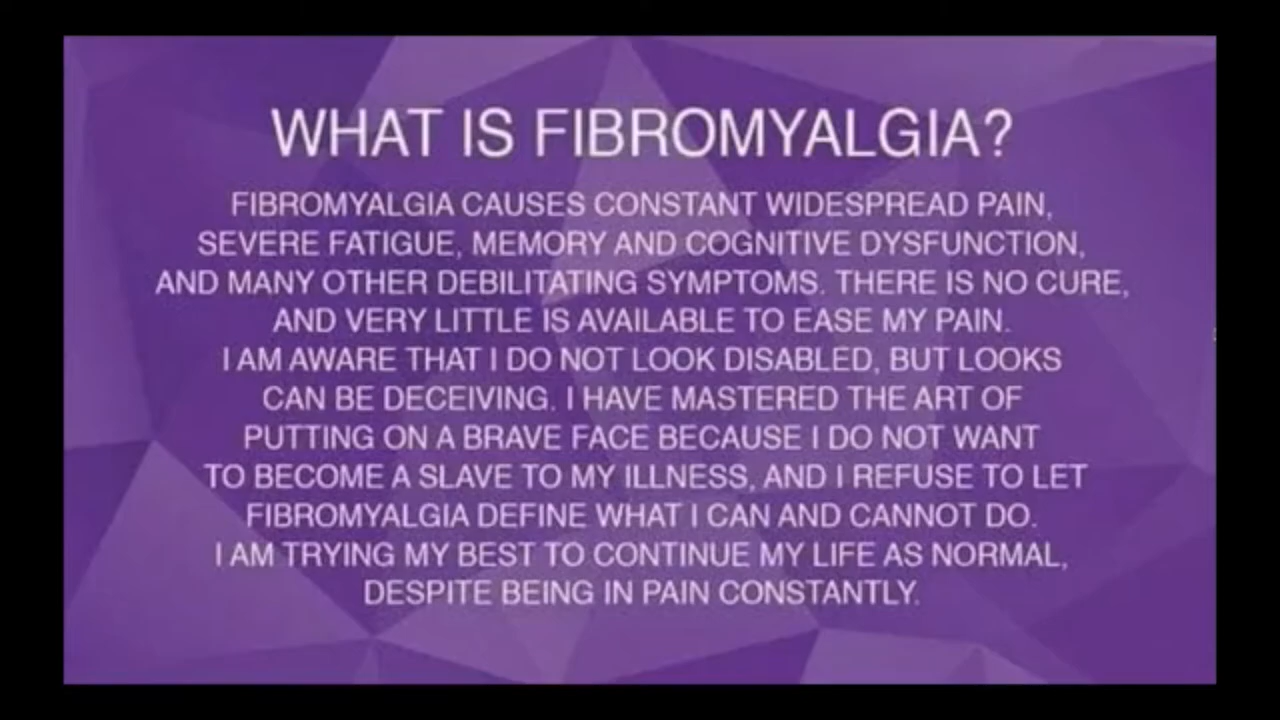 WHAT IS FIBROMYALGIA?
FIBROMYALGIA CAUSES CONSTANT WIDESPREAD PAIN,
SEVERE FATIGUE, MEMORY AND COGNITIVE DYSFUNCTION,
AND MANY OTHER DEBILITATING SYMPTOMS. THERE IS NO CURE,
AND VERY LITTLE IS AVAILABLE TO EASE MY PAIN.
I AM AWARE THAT I DO NOT LOOK DISABLED, BUT LOOKS
CAN BE DECEIVING. I HAVE MASTERED THE ART OF
PUTTING ON A BRAVE FACE BECAUSE I DO NOT WANT
TO BECOME A SLAVE TO MY ILLNESS, AND I REFUSE TO LET
FIBROMYALGIA DEFINE WHAT I CAN AND CANNOT DO.
I AM TRYING MY BEST TO CONTINUE MY LIFE AS NORMAL,
DESPITE BEING IN PAIN CONSTANTLY.